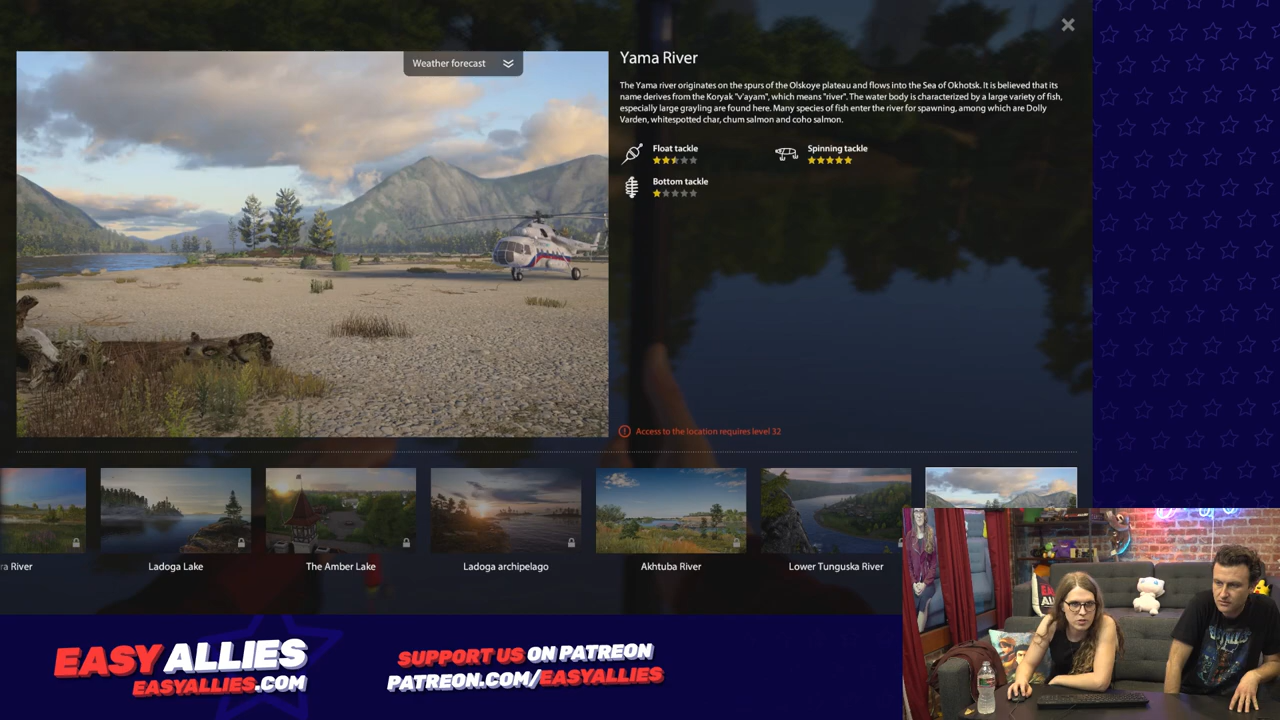 Weather forecast
Yama River
The Yama river originates on the spurs of the Olskoye plateau and flows into the Sea of Okhotsk. It is believed that its
name derives from the Koryak "v'ayam", which means "river". The water body is characterized by a large variety of fish,
especially large grayling are found here. Many species of fish enter the river for spawning, among which are Dolly
Varden, whitespotted char, chum salmon and coho salmon.
Float tackle
Spinning tackle
Bottom tackle
Access to the location requires level 32
ra River
Ladoga Lake
The Amber Lake
Ladoga archipelago
Akhtuba River
Lower Tunguska River
EASY ALLIES
EASYALLIES.COM
SUPPORT US ON PATREON
PATREON.COM/EASYALLIES